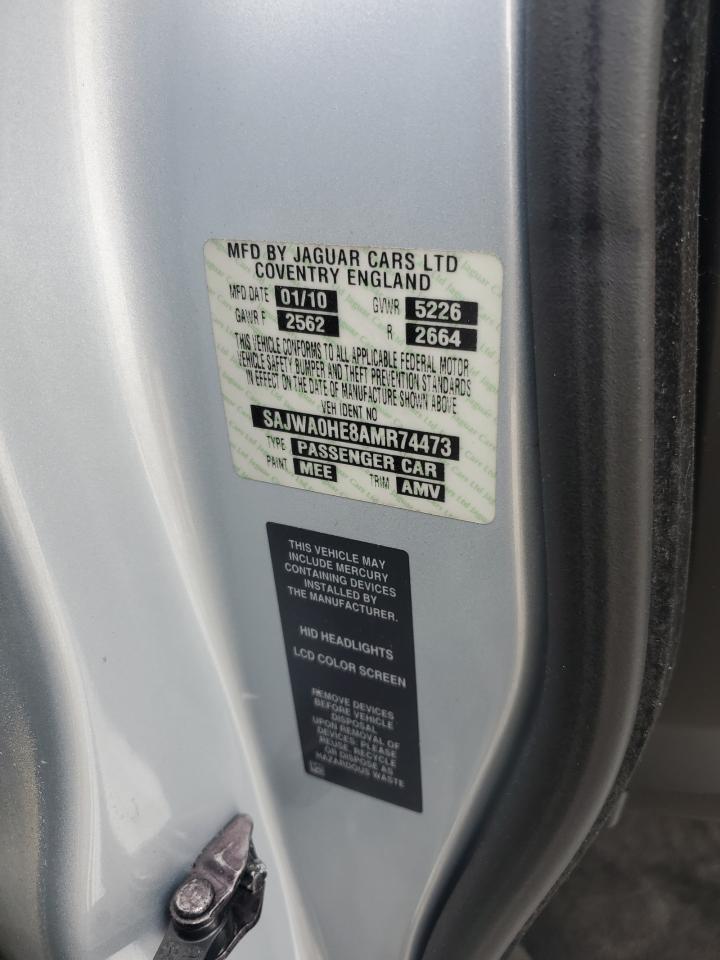 MFD BY JAGUAR CARS LTD
COVENTRY ENGLAND
MFD DATE 01/10 GVWR 5226
GAWR F 2562 R 2664
THIS VEHICLE CONFORMS TO ALL APPLICABLE FEDERAL MOTOR
VEHICLE SAFETY BUMPER AND THEFT PREVENTION STANDARDS
IN EFFECT ON THE DATE OF MANUFACTURE SHOWN ABOVE
VEH IDENT NO
SAJWA0HE8AMR74473
TYPE PASSENGER CAR
PAINT MEE TRIM AMV
THIS VEHICLE MAY
INCLUDE MERCURY
CONTAINING DEVICES
INSTALLED BY
THE MANUFACTURER.
HID HEADLIGHTS
LCD COLOR SCREEN
REMOVE DEVICES
BEFORE VEHICLE
DISPOSAL
UPON REMOVAL OF
DEVICES, PLEASE
REUSE, RECYCLE
OR DISPOSE AS
HAZARDOUS WASTE